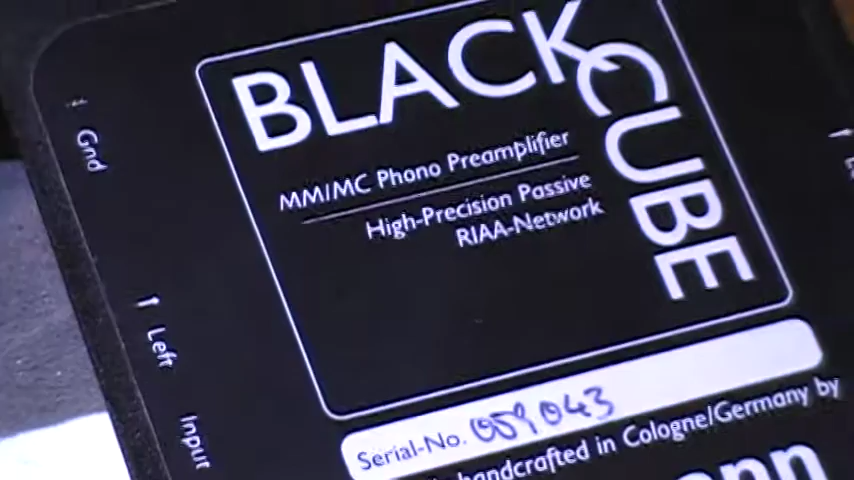 BLACK
CUBE
MM/MC Phono Preamplifier
High-Precision Passive
RIAA-Network
Gnd
Left
Input
Serial-No. 059043
handcrafted in Cologne/Germany by